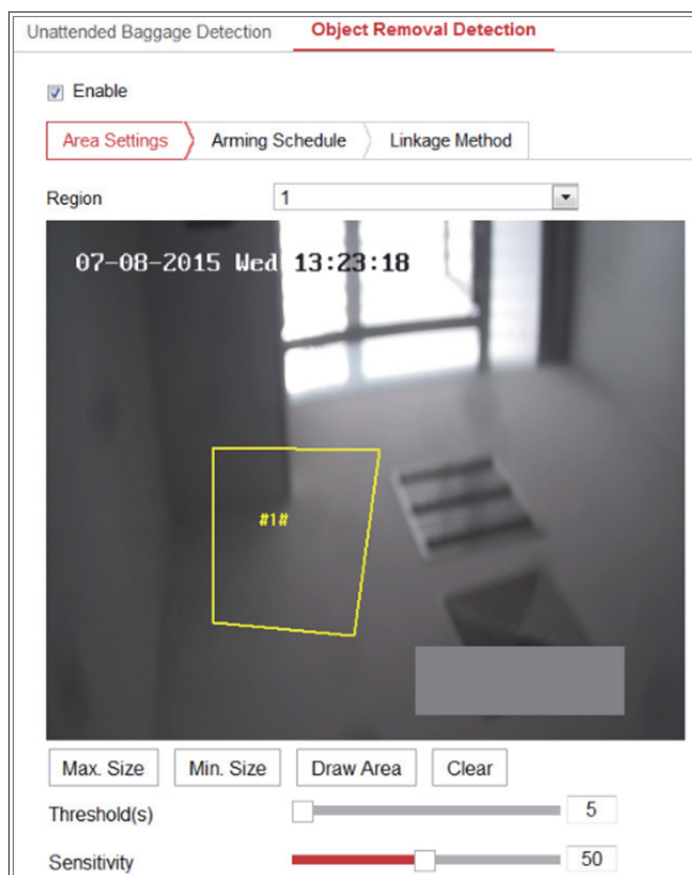 Unattended Baggage Detection Object Removal Detection
Enable
Area Settings Arming Schedule Linkage Method
Region 1
07-08-2015 Wed 13:23:18
#1#
Max. Size Min. Size Draw Area Clear
Threshold(s) 5
Sensitivity 50